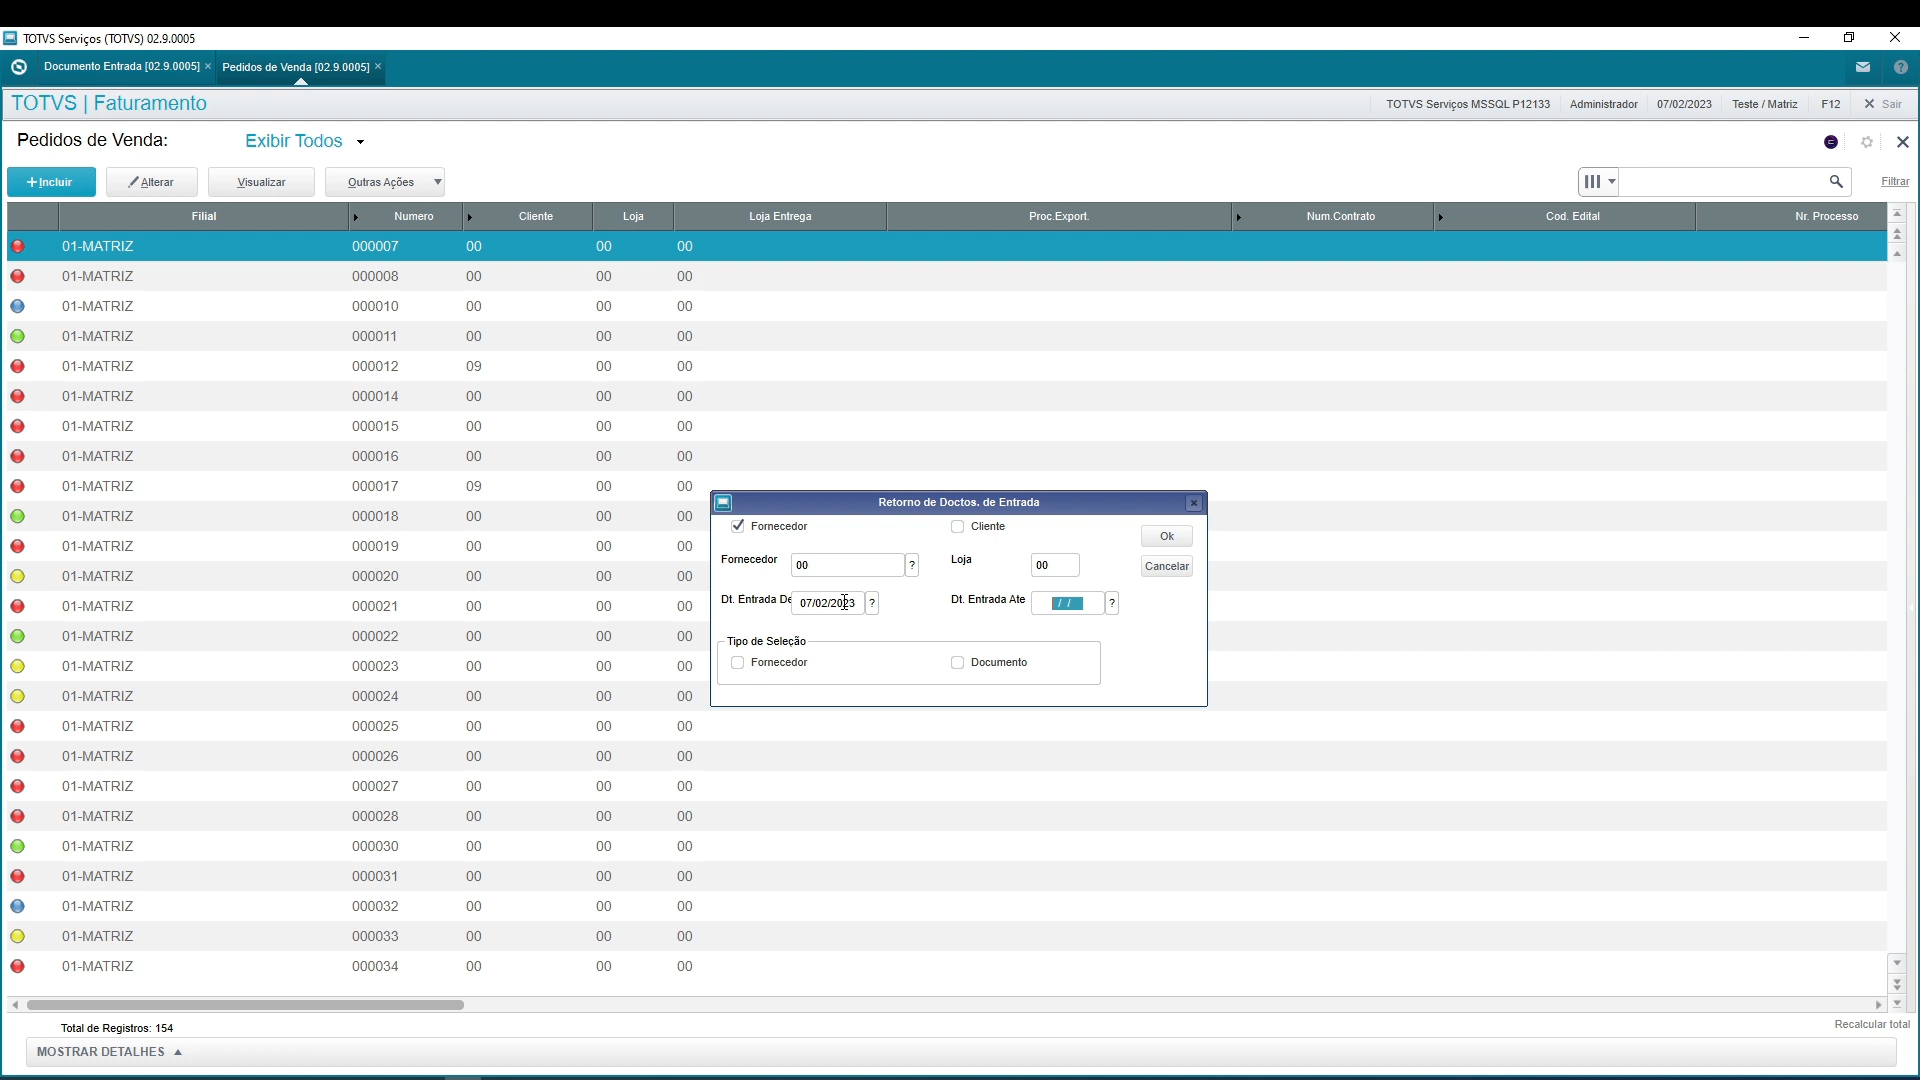 TOTVS Serviços (TOTVS) 02.9.0005
Documento Entrada [02.9.0005] × Pedidos de Venda [02.9.0005] ×
TOTVS | Faturamento TOTVS Serviços MSSQL P12133 Administrador 07/02/2023 Teste / Matriz F12 Sair
Pedidos de Venda: Exibir Todos
+Incluir Alterar Visualizar Outras Ações Filtrar
Filial Numero Cliente Loja Loja Entrega Proc.Export. Num.Contrato Cod. Edital Nr. Processo
01-MATRIZ 000007 00 00 00
01-MATRIZ 000008 00 00 00
01-MATRIZ 000010 00 00 00
01-MATRIZ 000011 00 00 00
01-MATRIZ 000012 09 00 00
01-MATRIZ 000014 00 00 00
01-MATRIZ 000015 00 00 00
01-MATRIZ 000016 00 00 00
01-MATRIZ 000017 09 00 00
01-MATRIZ 000018 00 00 00
01-MATRIZ 000019 00 00 00
01-MATRIZ 000020 00 00 00
01-MATRIZ 000021 00 00 00
01-MATRIZ 000022 00 00 00
01-MATRIZ 000023 00 00 00
01-MATRIZ 000024 00 00 00
01-MATRIZ 000025 00 00 00
01-MATRIZ 000026 00 00 00
01-MATRIZ 000027 00 00 00
01-MATRIZ 000028 00 00 00
01-MATRIZ 000030 00 00 00
01-MATRIZ 000031 00 00 00
01-MATRIZ 000032 00 00 00
01-MATRIZ 000033 00 00 00
01-MATRIZ 000034 00 00 00
Retorno de Doctos. de Entrada
Fornecedor Cliente Ok
Fornecedor 00 ? Loja 00 Cancelar
Dt. Entrada De 07/02/2023 ? Dt. Entrada Ate / / ?
Tipo de Seleção
Fornecedor Documento
Total de Registros: 154 Recalcular total
MOSTRAR DETALHES